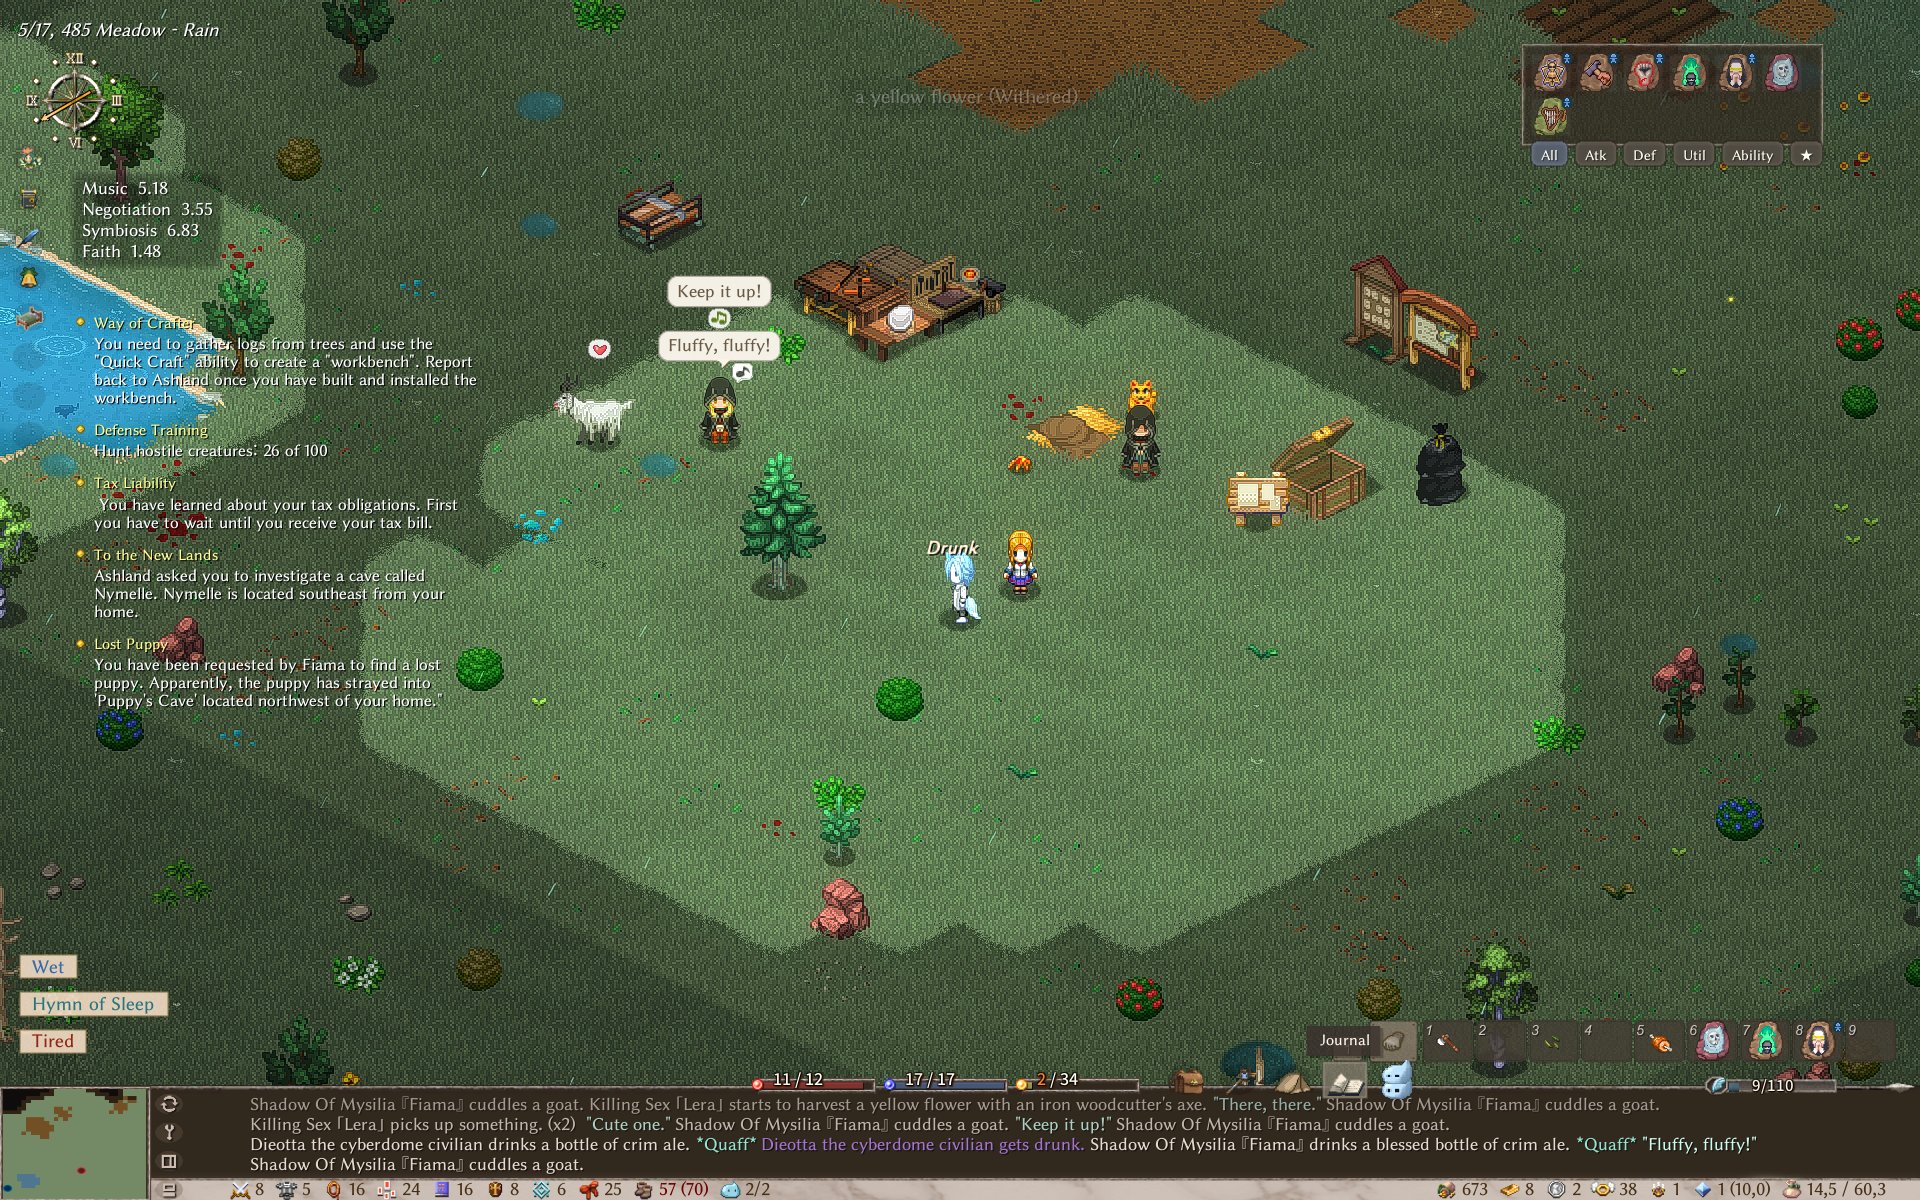 5/17, 485 Meadow - Rain
XII
IX
III
VI
a yellow flower (Withered)
All
Atk
Def
Util
Ability
Music 5.18
Negotiation 3.55
Symbiosis 6.83
Faith 1.48
Keep it up!
Fluffy, fluffy!
Way of Crafter
You need to gather logs from trees and use the
"Quick Craft" ability to create a "workbench". Report
back to Ashland once you have built and installed the
workbench.
Defense Training
Hunt hostile creatures: 26 of 100
Tax Liability
You have learned about your tax obligations. First
you have to wait until you receive your tax bill.
To the New Lands
Ashland asked you to investigate a cave called
Nymelle. Nymelle is located southeast from your
home.
Lost Puppy
You have been requested by Fiama to find a lost
puppy. Apparently, the puppy has strayed into
'Puppy's Cave' located northwest of your home."
Drunk
Wet
Hymn of Sleep
Tired
Journal
1 2 3 4 5 6 7 8 9
11 / 12
17 / 17
2 / 34
9/110
Shadow Of Mysilia『Fiama』cuddles a goat. Killing Sex「Lera」starts to harvest a yellow flower with an iron woodcutter's axe. "There, there." Shadow Of Mysilia『Fiama』cuddles a goat.
Killing Sex「Lera」picks up something. (x2) "Cute one." Shadow Of Mysilia『Fiama』cuddles a goat. "Keep it up!" Shadow Of Mysilia『Fiama』cuddles a goat.
Dieotta the cyberdome civilian drinks a bottle of crim ale. *Quaff* Dieotta the cyberdome civilian gets drunk. Shadow Of Mysilia『Fiama』drinks a blessed bottle of crim ale. *Quaff* "Fluffy, fluffy!"
Shadow Of Mysilia『Fiama』cuddles a goat.
8 5 16 24 16 8 6 25 57 (70) 2/2 673 8 2 38 1 1 (10,0) 14,5 / 60,3